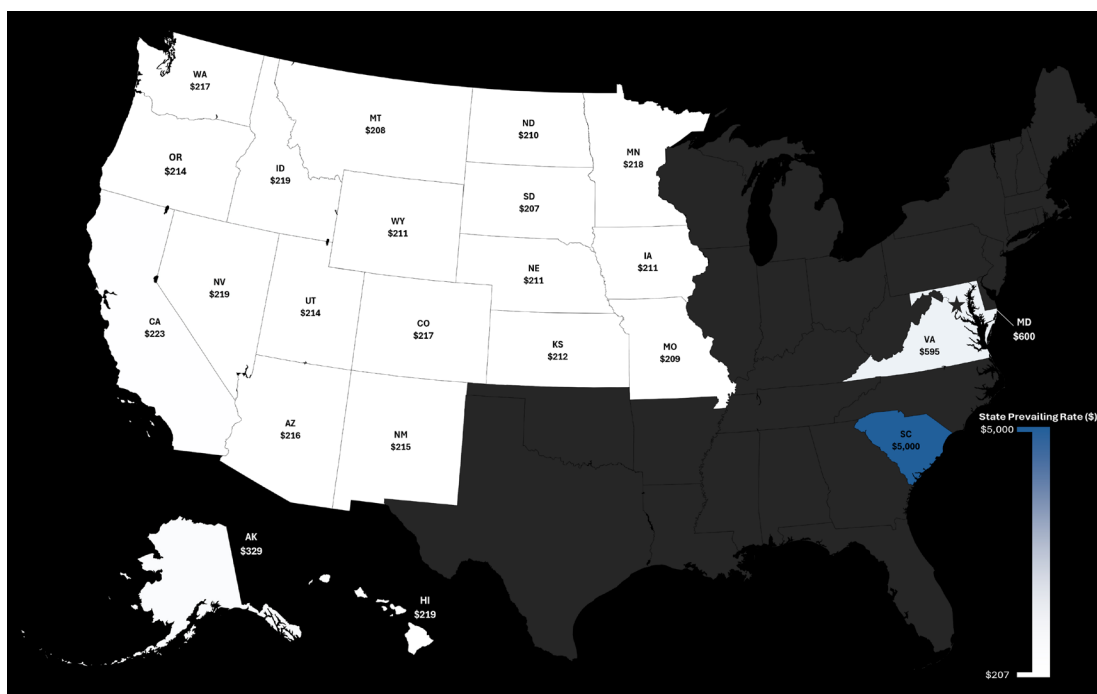 WA
$217
MT
$208
ND
$210
MN
$218
OR
$214
ID
$219
SD
$207
WY
$211
IA
$211
NE
$211
NV
$219
UT
$214
CO
$217
CA
$223
KS
$212
MO
$209
MD
$600
VA
$595
AZ
$216
NM
$215
SC
$5,000
State Prevailing Rate ($)
$5,000
$207
AK
$329
HI
$219